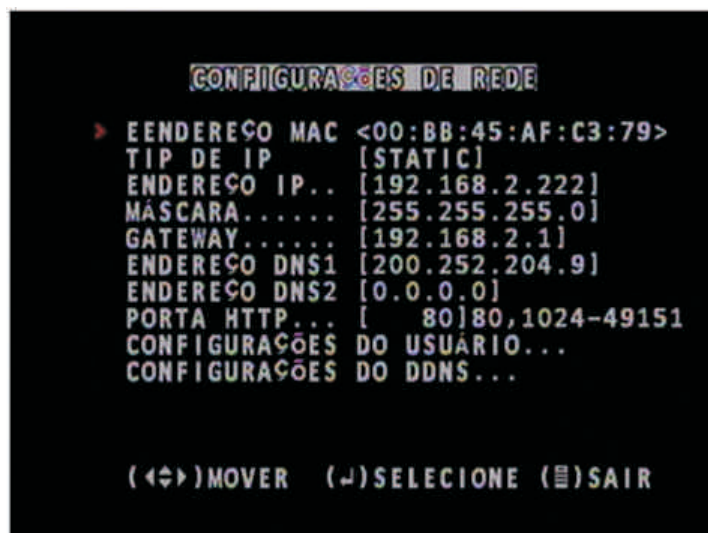 CONFIGURAÇÕES DE REDE
EENDEREÇO MAC <00:BB:45:AF:C3:79>
TIP DE IP [STATIC]
ENDEREÇO IP.. [192.168.2.222]
MÁSCARA...... [255.255.255.0]
GATEWAY...... [192.168.2.1]
ENDEREÇO DNS1 [200.252.204.9]
ENDEREÇO DNS2 [0.0.0.0]
PORTA HTTP... [ 80]80,1024-49151
CONFIGURAÇÕES DO USUÁRIO...
CONFIGURAÇÕES DO DDNS...
(◀♦▶)MOVER (↵)SELECIONE (▤)SAIR